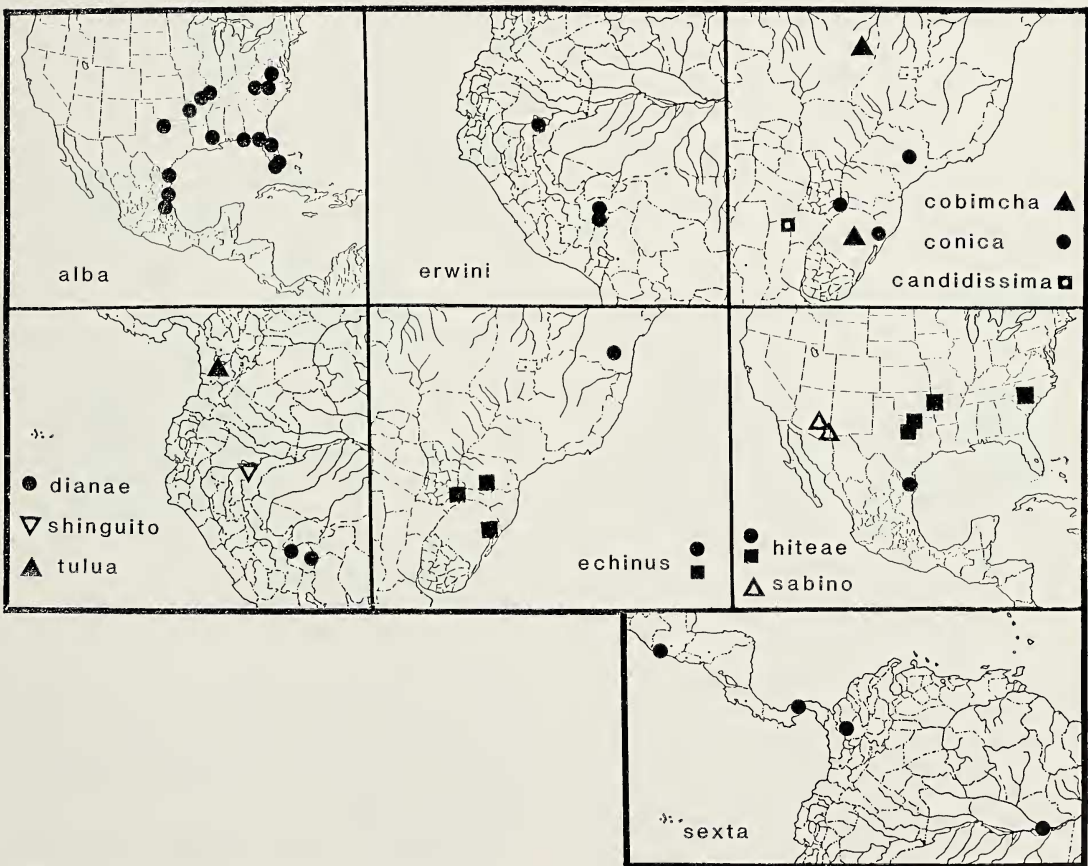 alba
erwini
cobimcha
conica
candidissima
dianae
shinguito
tulua
echinus
hiteae
sabino
sexta